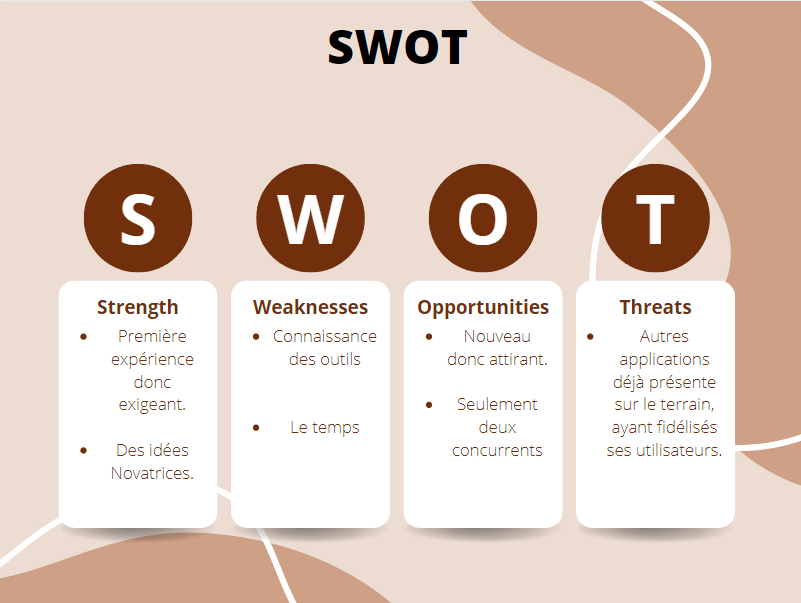 SWOT
S
W
O
T
Strength
• Première
expérience
donc
exigeant.
• Des idées
Novatrices.
Weaknesses
• Connaissance
des outils
• Le temps
Opportunities
• Nouveau
donc attirant.
• Seulement
deux
concurrents
Threats
• Autres
applications
déjà présente
sur le terrain,
ayant fidélisés
ses utilisateurs.